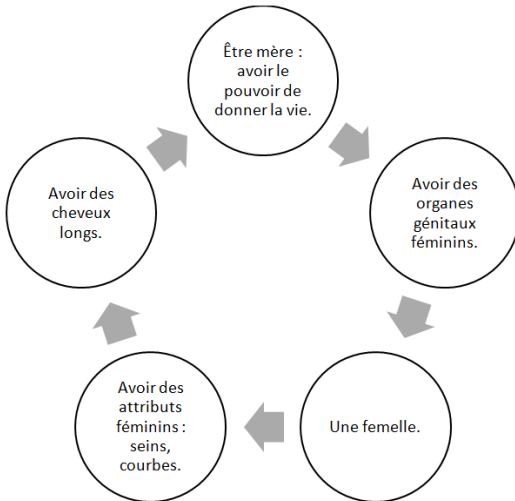 Être mère :
avoir le
pouvoir de
donner la vie.
Avoir des
organes
génitaux
féminins.
Une femelle.
Avoir des
attributs
féminins :
seins,
courbes.
Avoir des
cheveux
longs.